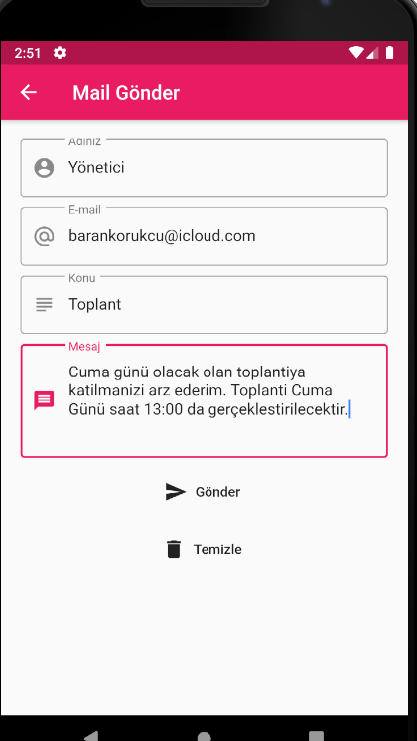 2:51
Mail Gönder
Adınız
Yönetici
E-mail
barankorukcu@icloud.com
Konu
Toplant
Mesaj
Cuma günü olacak olan toplantiya
katilmanizi arz ederim. Toplanti Cuma
Günü saat 13:00 da gerçeklestirilecektir.
Gönder
Temizle